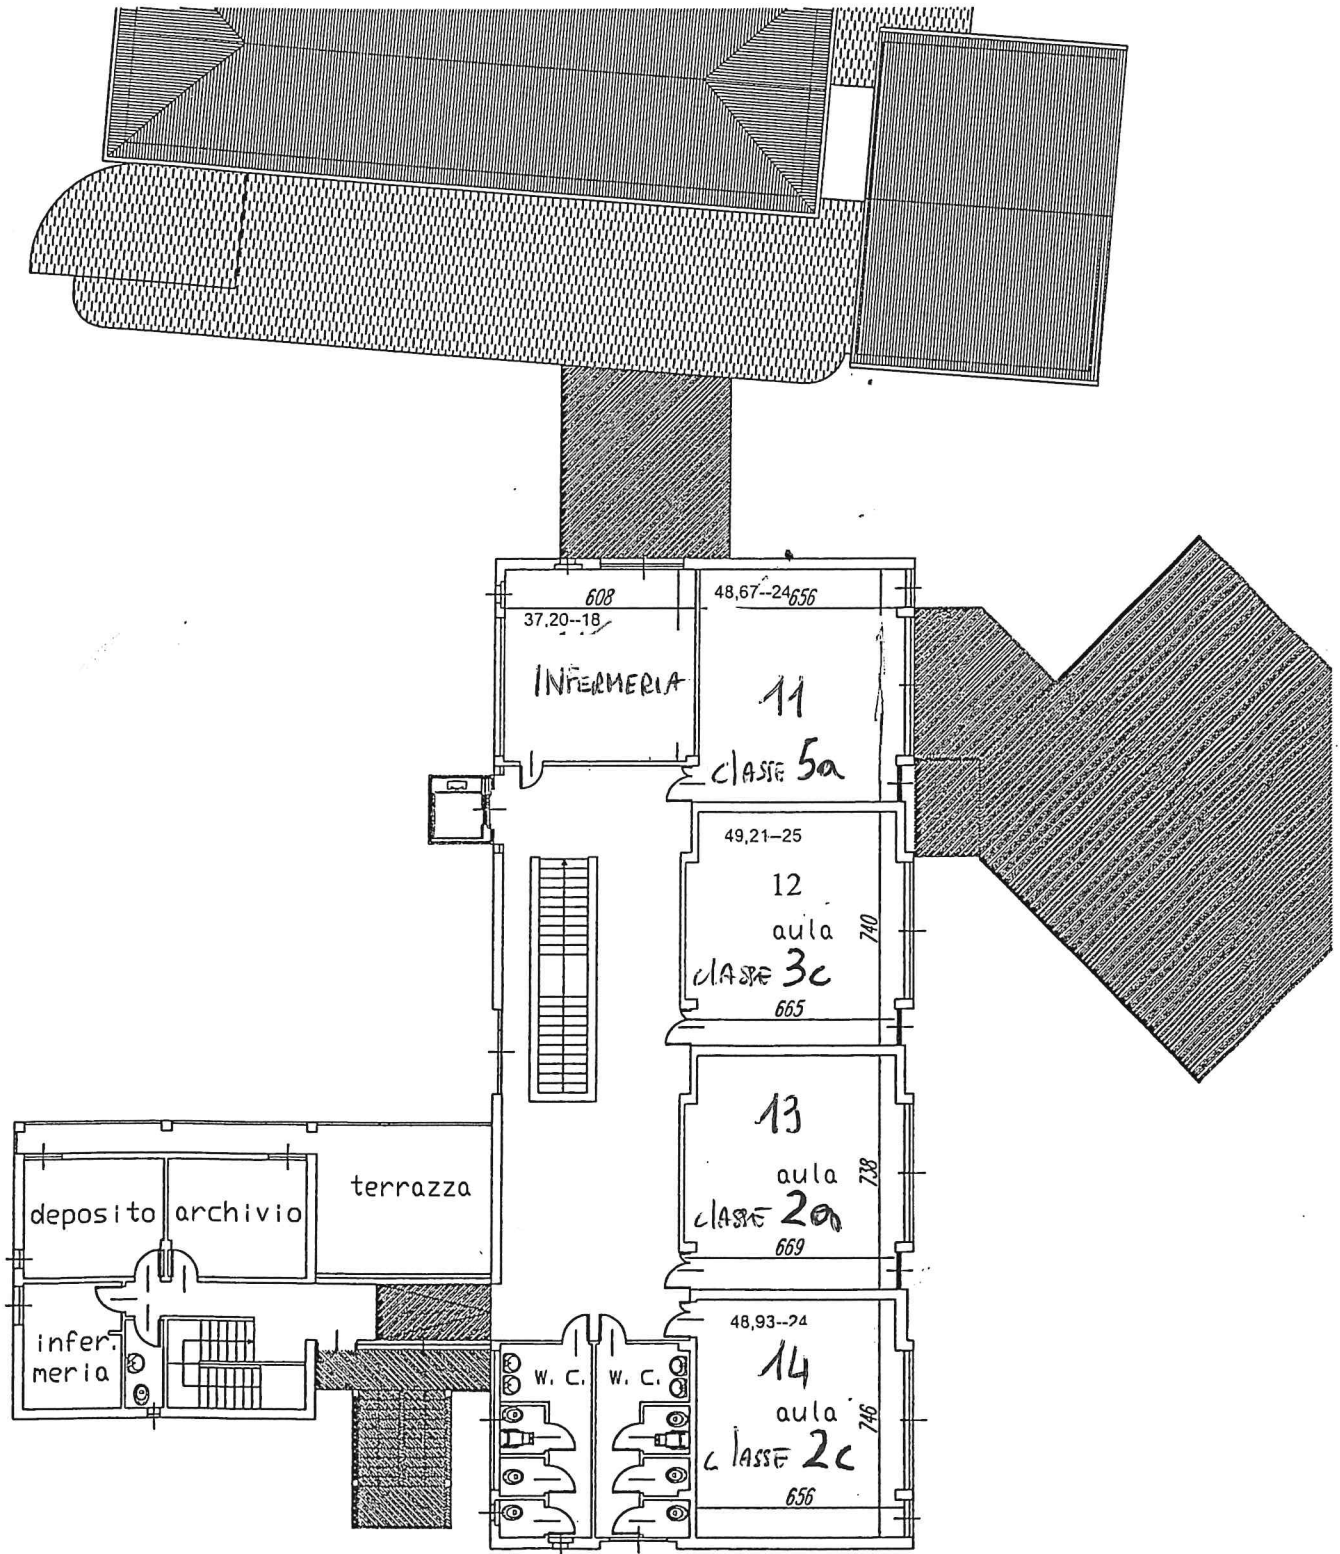 608
48,67--24
656
37,20--18
INFERMERIA
11
clASSE 5a
49,21--25
12
aula
740
clASSE 3c
665
13
aula
738
clASSE 2a
669
terrazza
deposito
archivio
infer.
meria
48,93--24
W. C.
W. C.
14
aula
746
clASSE 2c
656